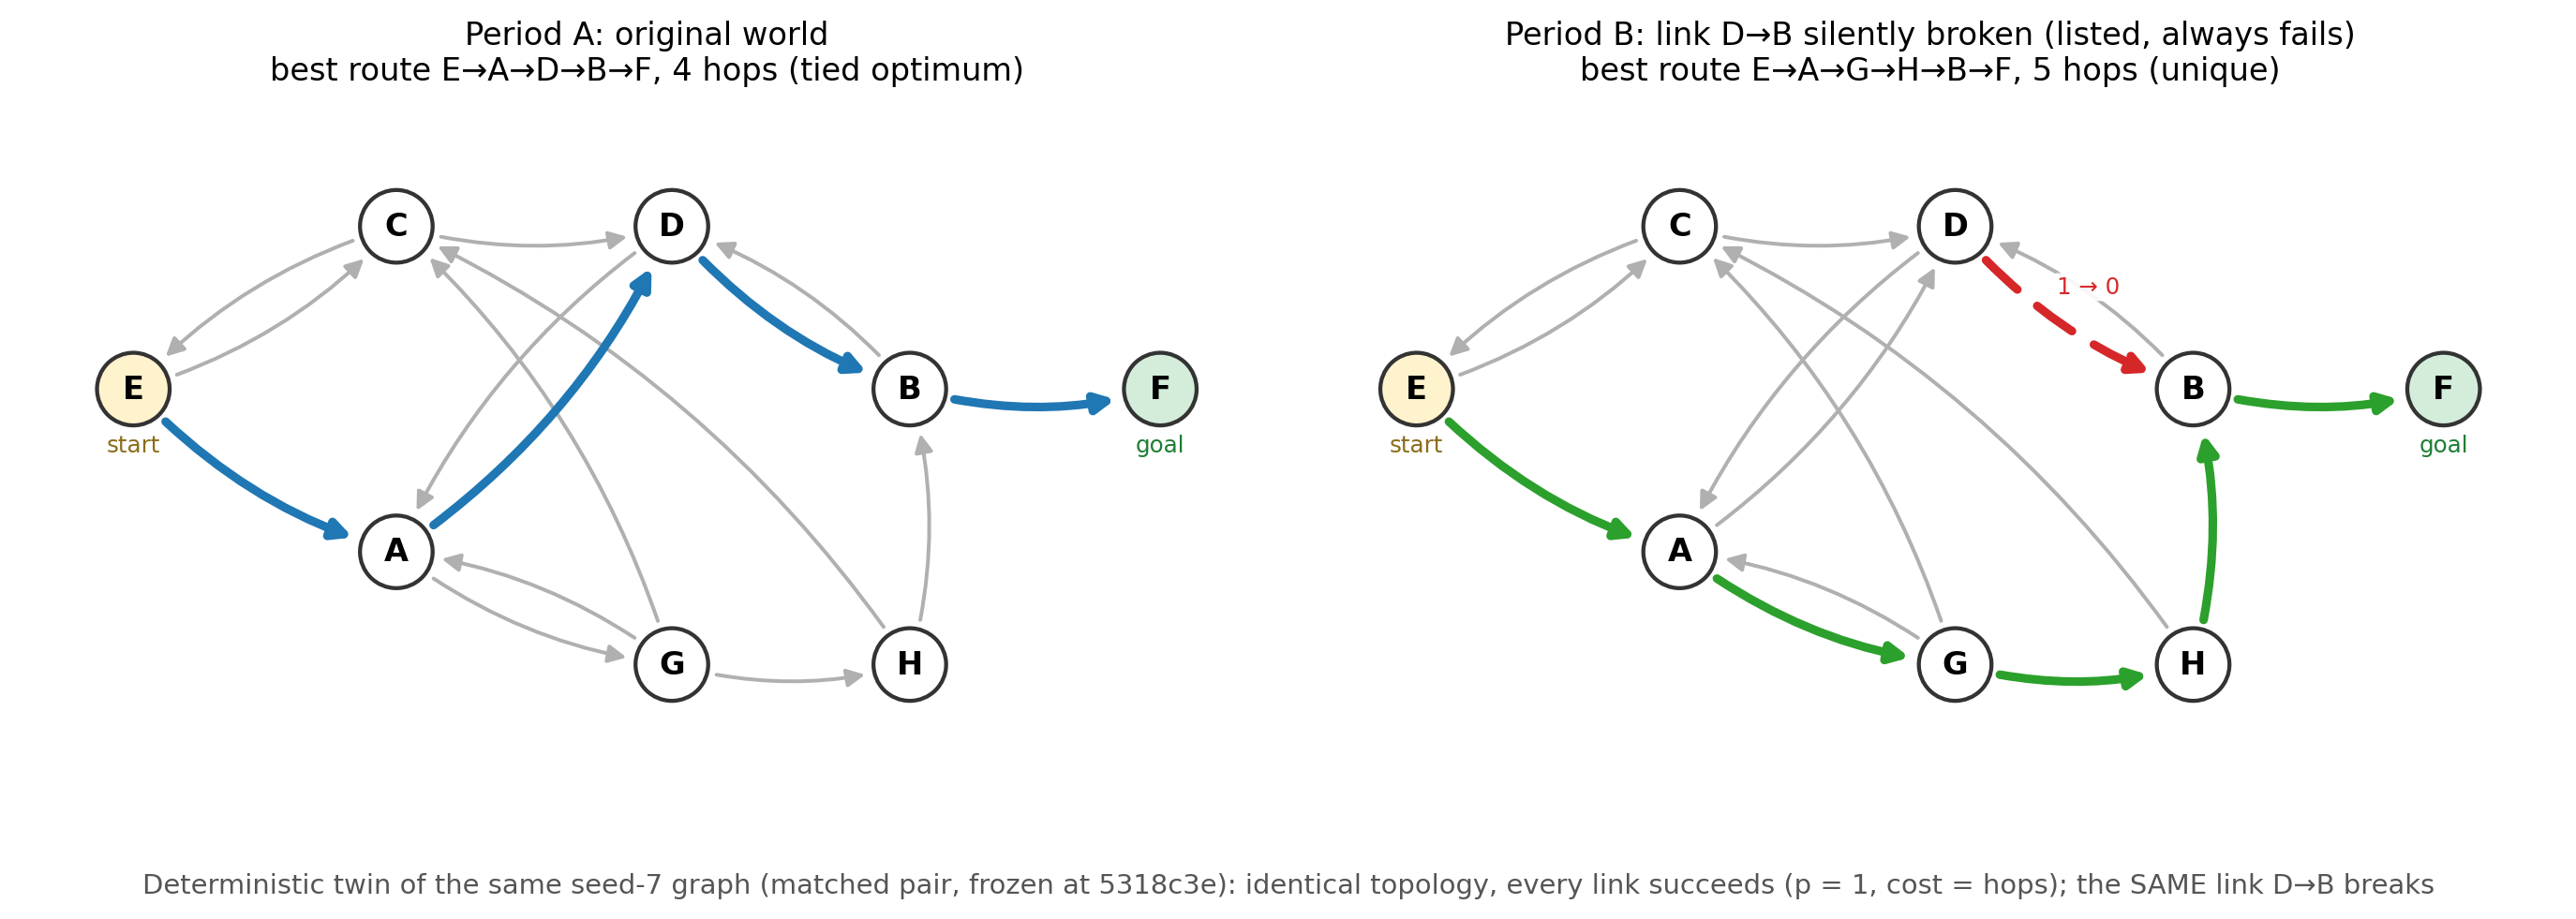 Period A: original world
best route E→A→D→B→F, 4 hops (tied optimum)
C
D
E
start
B
F
goal
A
G
H
Period B: link D→B silently broken (listed, always fails)
best route E→A→G→H→B→F, 5 hops (unique)
C
D
1 → 0
E
start
B
F
goal
A
G
H
Deterministic twin of the same seed-7 graph (matched pair, frozen at 5318c3e): identical topology, every link succeeds (p = 1, cost = hops); the SAME link D→B breaks